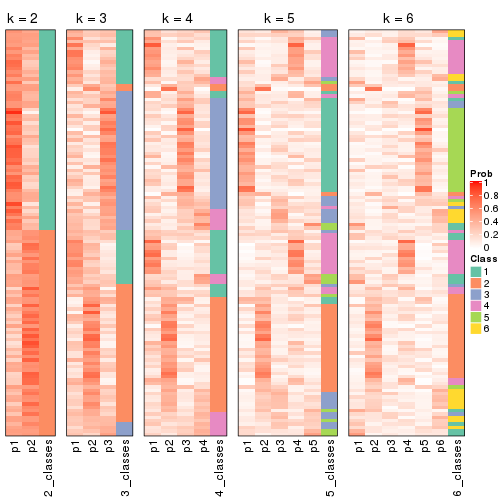 k = 2
k = 3
k = 4
k = 5
k = 6
p1
p2
2_classes
p1
p2
p3
3_classes
p1
p2
p3
p4
4_classes
p1
p2
p3
p4
p5
5_classes
p1
p2
p3
p4
p5
p6
6_classes
Prob
1
0.8
0.6
0.4
0.2
0
Class
1
2
3
4
5
6